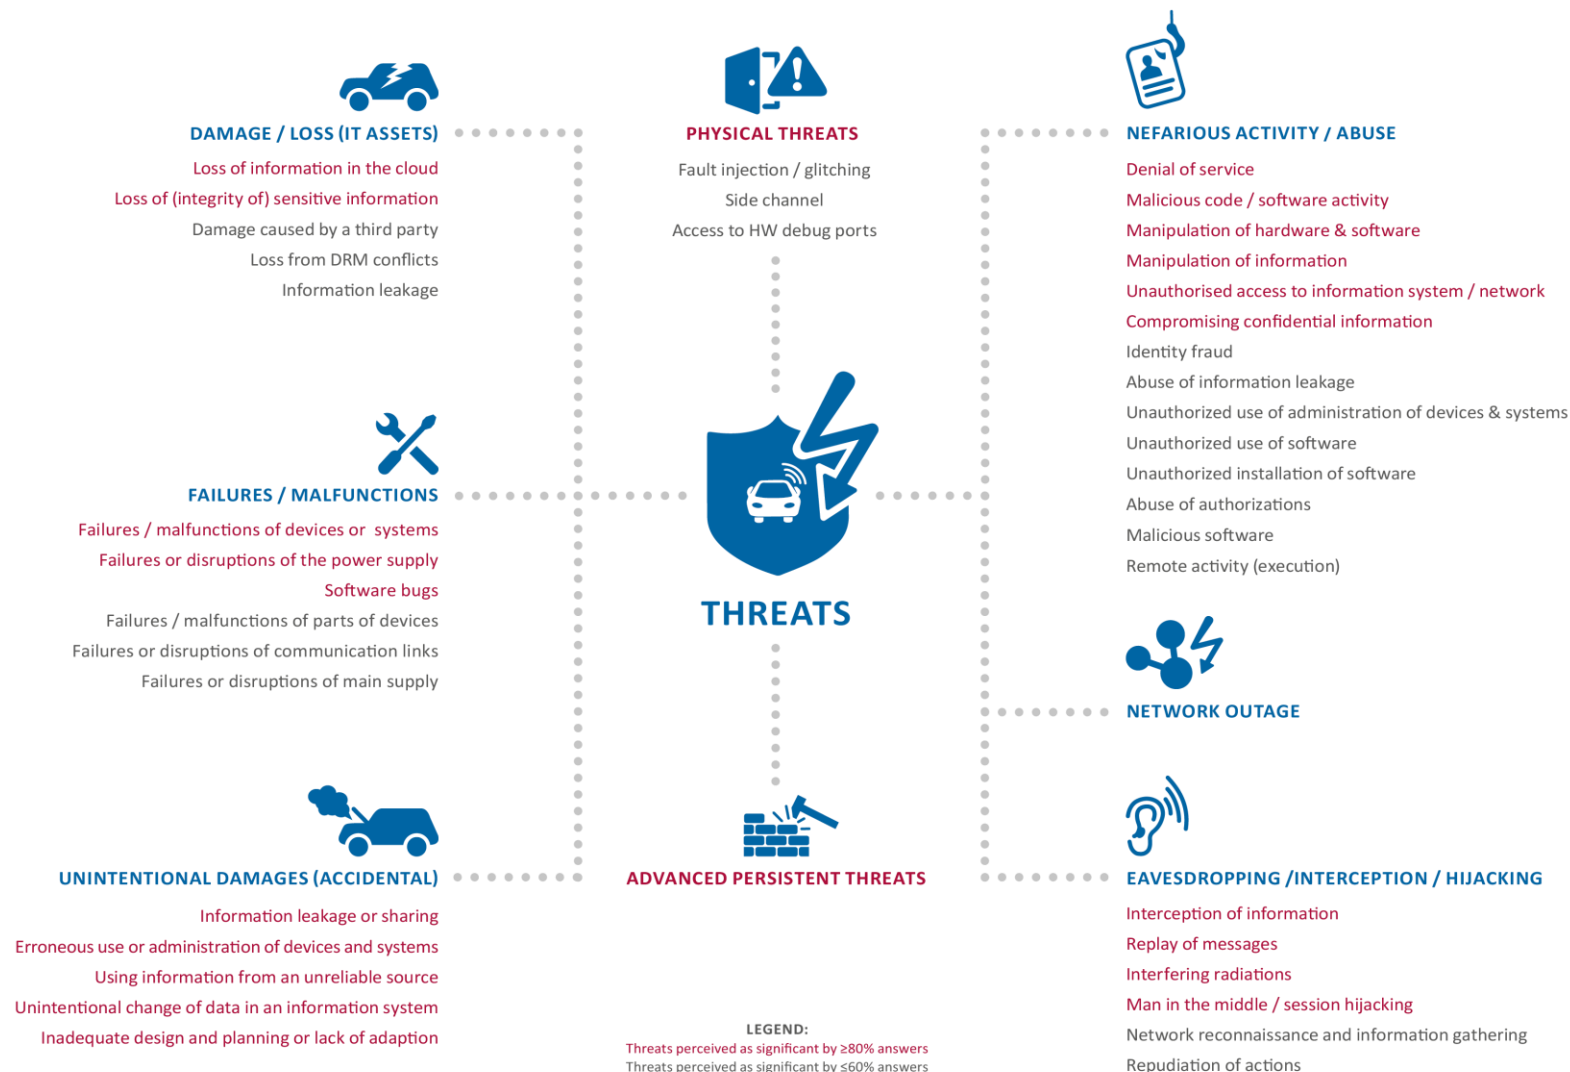 DAMAGE / LOSS (IT ASSETS)
Loss of information in the cloud
Loss of (integrity of) sensitive information
Damage caused by a third party
Loss from DRM conflicts
Information leakage
FAILURES / MALFUNCTIONS
Failures / malfunctions of devices or systems
Failures or disruptions of the power supply
Software bugs
Failures / malfunctions of parts of devices
Failures or disruptions of communication links
Failures or disruptions of main supply
UNINTENTIONAL DAMAGES (ACCIDENTAL)
Information leakage or sharing
Erroneous use or administration of devices and systems
Using information from an unreliable source
Unintentional change of data in an information system
Inadequate design and planning or lack of adaption
PHYSICAL THREATS
Fault injection / glitching
Side channel
Access to HW debug ports
THREATS
ADVANCED PERSISTENT THREATS
LEGEND:
Threats perceived as significant by ≥80% answers
Threats perceived as significant by ≤60% answers
NEFARIOUS ACTIVITY / ABUSE
Denial of service
Malicious code / software activity
Manipulation of hardware & software
Manipulation of information
Unauthorised access to information system / network
Compromising confidential information
Identity fraud
Abuse of information leakage
Unauthorized use of administration of devices & systems
Unauthorized use of software
Unauthorized installation of software
Abuse of authorizations
Malicious software
Remote activity (execution)
NETWORK OUTAGE
EAVESDROPPING /INTERCEPTION / HIJACKING
Interception of information
Replay of messages
Interfering radiations
Man in the middle / session hijacking
Network reconnaissance and information gathering
Repudiation of actions